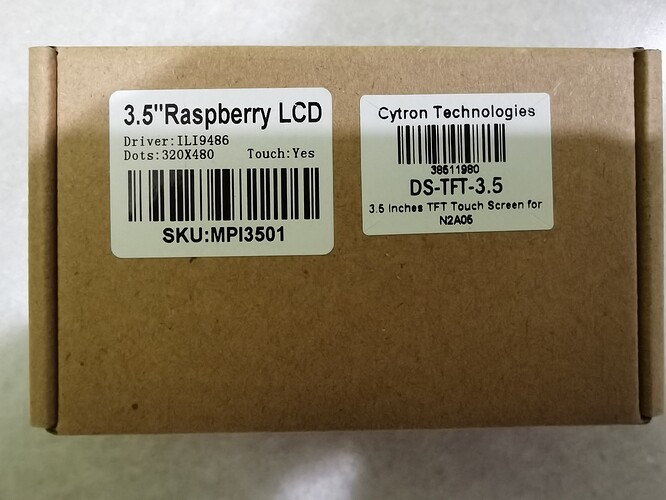 3.5"Raspberry LCD
Driver:ILI9486
Dots:320X480 Touch:Yes
SKU:MPI3501
Cytron Technologies
38511980
DS-TFT-3.5
3.5 Inches TFT Touch Screen for
N2A05